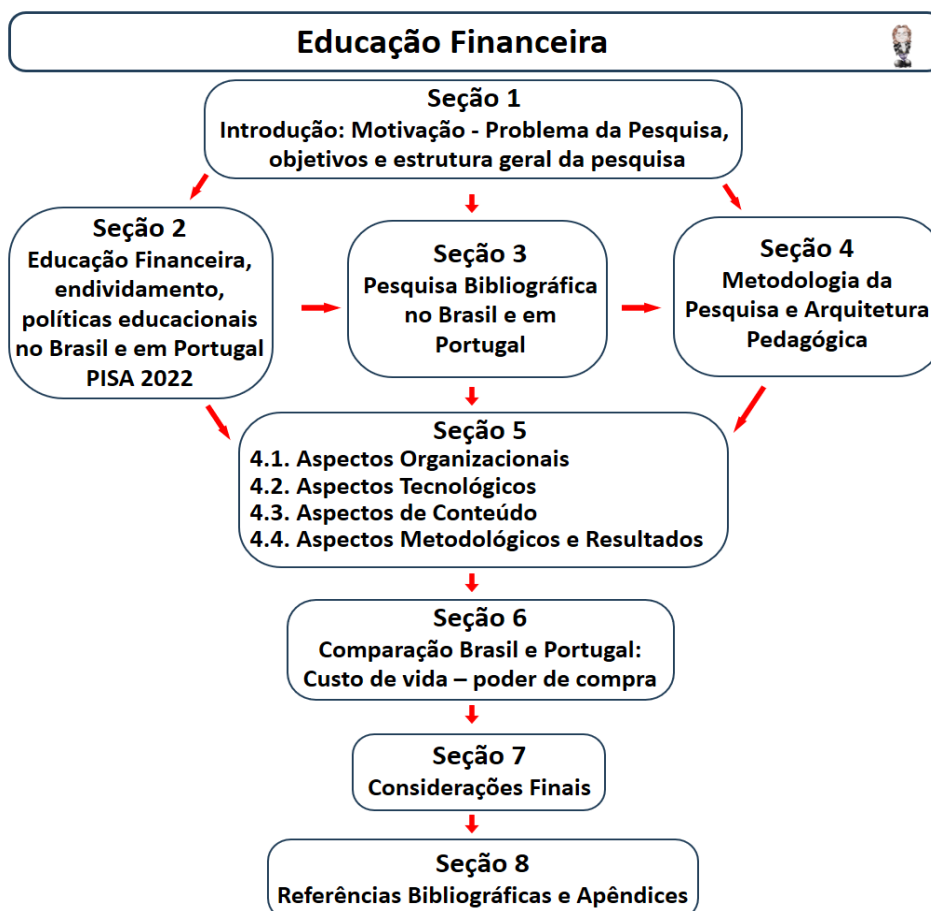 Educação Financeira
Seção 1
Introdução: Motivação - Problema da Pesquisa,
objetivos e estrutura geral da pesquisa
Seção 2
Educação Financeira,
endividamento,
políticas educacionais
no Brasil e em Portugal
PISA 2022
Seção 3
Pesquisa Bibliográfica
no Brasil e em
Portugal
Seção 4
Metodologia da
Pesquisa e Arquitetura
Pedagógica
Seção 5
4.1. Aspectos Organizacionais
4.2. Aspectos Tecnológicos
4.3. Aspectos de Conteúdo
4.4. Aspectos Metodológicos e Resultados
Seção 6
Comparação Brasil e Portugal:
Custo de vida – poder de compra
Seção 7
Considerações Finais
Seção 8
Referências Bibliográficas e Apêndices